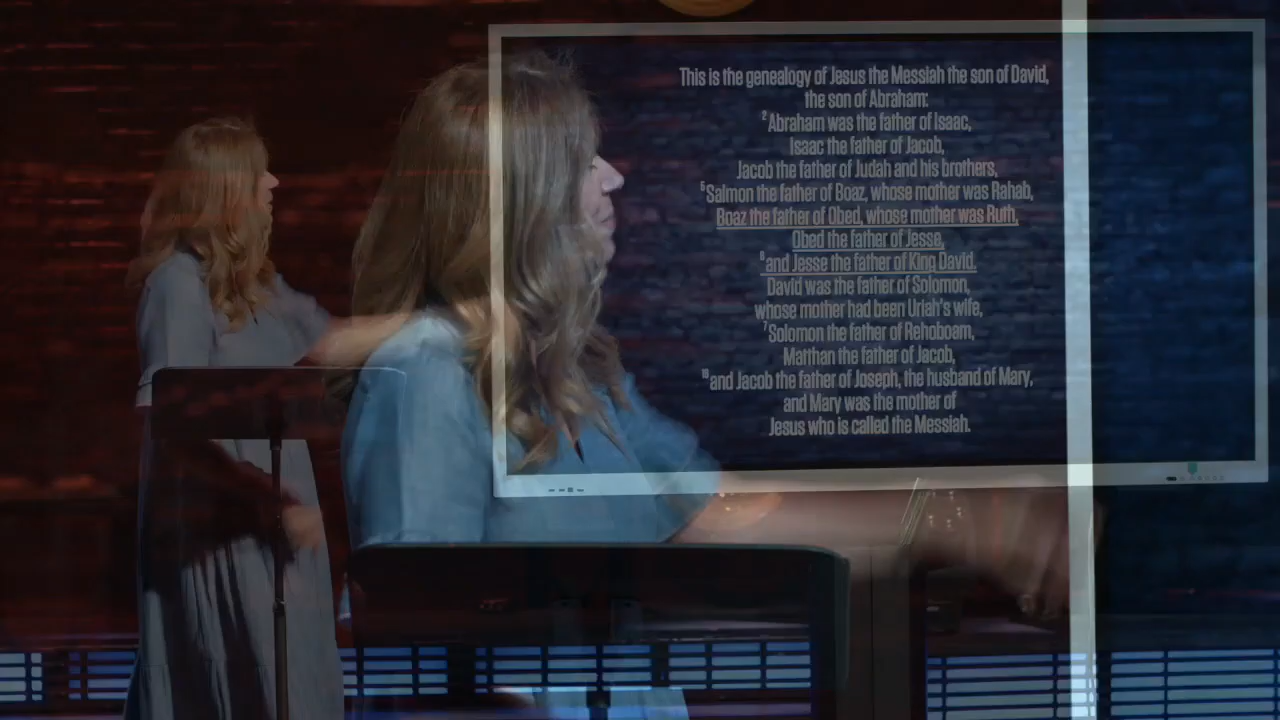 This is the genealogy of Jesus the Messiah the son of David,
the son of Abraham:
2 Abraham was the father of Isaac,
Isaac the father of Jacob,
Jacob the father of Judah and his brothers,
5 Salmon the father of Boaz, whose mother was Rahab,
Boaz the father of Obed, whose mother was Ruth,
Obed the father of Jesse,
6 and Jesse the father of King David.
David was the father of Solomon,
whose mother had been Uriah's wife,
7 Solomon the father of Rehoboam,
Matthan the father of Jacob,
16 and Jacob the father of Joseph, the husband of Mary,
and Mary was the mother of
Jesus who is called the Messiah.